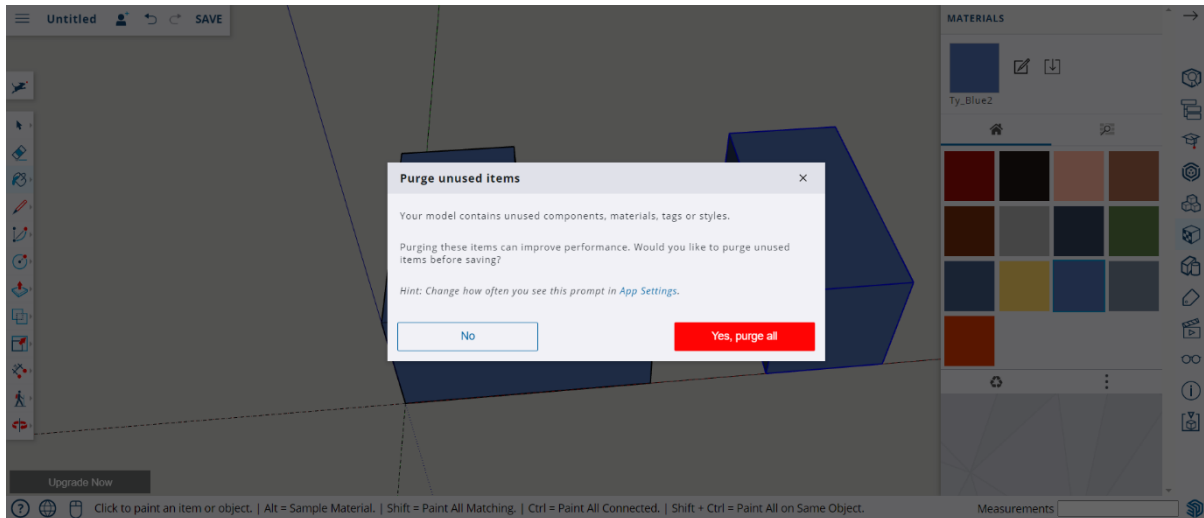 Untitled
SAVE
MATERIALS
Ty_Blue2
Purge unused items
Your model contains unused components, materials, tags or styles.
Purging these items can improve performance. Would you like to purge unused
items before saving?
Hint: Change how often you see this prompt in App Settings.
No
Yes, purge all
Upgrade Now
Click to paint an item or object. | Alt = Sample Material. | Shift = Paint All Matching. | Ctrl = Paint All Connected. | Shift + Ctrl = Paint All on Same Object.
Measurements